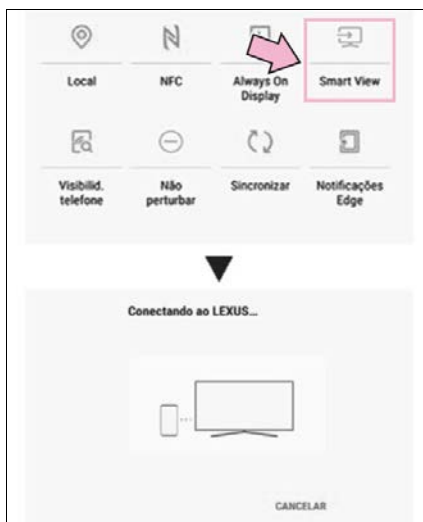 Local NFC Always On Display Smart View
Visibilid. telefone Não perturbar Sincronizar Notificações Edge
Conectando ao LEXUS...
CANCELAR